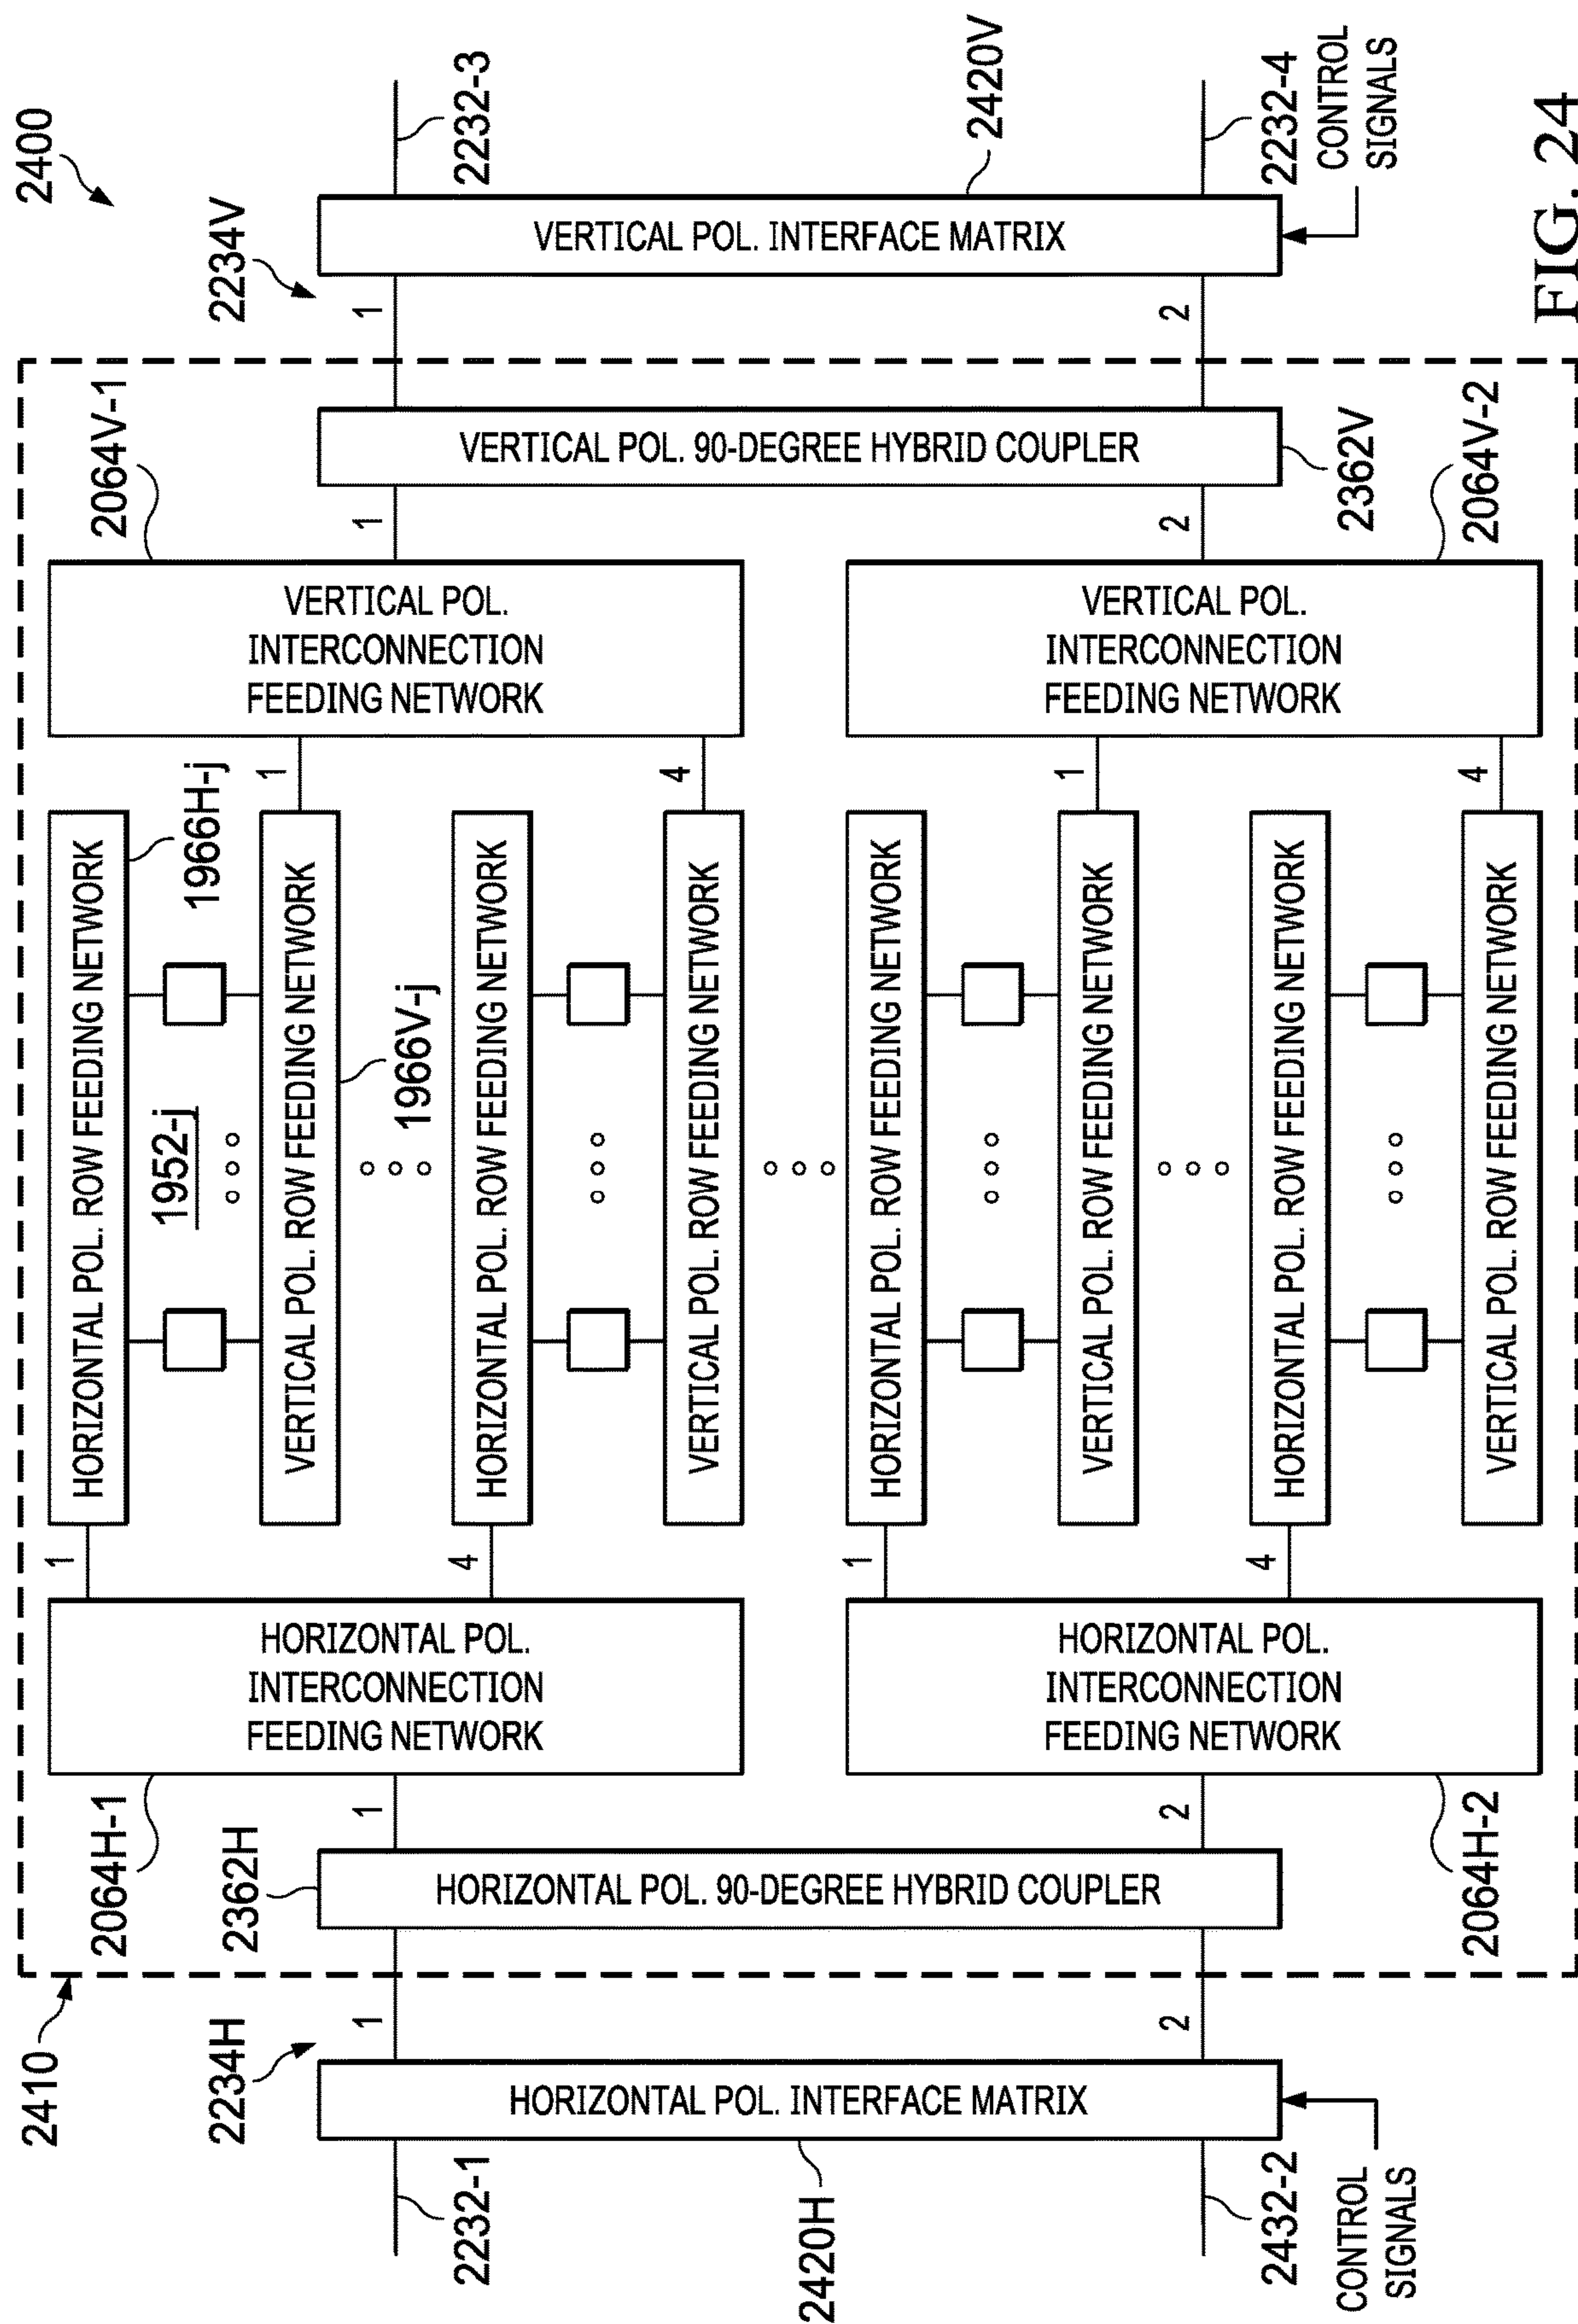 2400
2410
2234H
2234V
2232-1
2420H
2432-2
CONTROL
SIGNALS
HORIZONTAL POL. INTERFACE MATRIX
1
2
2362H
HORIZONTAL POL. 90-DEGREE HYBRID COUPLER
1
2
2064H-1
HORIZONTAL POL.
INTERCONNECTION
FEEDING NETWORK
2064H-2
HORIZONTAL POL.
INTERCONNECTION
FEEDING NETWORK
1
4
1
4
HORIZONTAL POL. ROW FEEDING NETWORK
1966H-j
1952-j
VERTICAL POL. ROW FEEDING NETWORK
1966V-j
HORIZONTAL POL. ROW FEEDING NETWORK
VERTICAL POL. ROW FEEDING NETWORK
HORIZONTAL POL. ROW FEEDING NETWORK
VERTICAL POL. ROW FEEDING NETWORK
HORIZONTAL POL. ROW FEEDING NETWORK
VERTICAL POL. ROW FEEDING NETWORK
1
4
1
4
2064V-1
VERTICAL POL.
INTERCONNECTION
FEEDING NETWORK
2064V-2
VERTICAL POL.
INTERCONNECTION
FEEDING NETWORK
1
2
VERTICAL POL. 90-DEGREE HYBRID COUPLER
2362V
1
2
VERTICAL POL. INTERFACE MATRIX
2232-3
2420V
2232-4
CONTROL
SIGNALS
FIG. 24